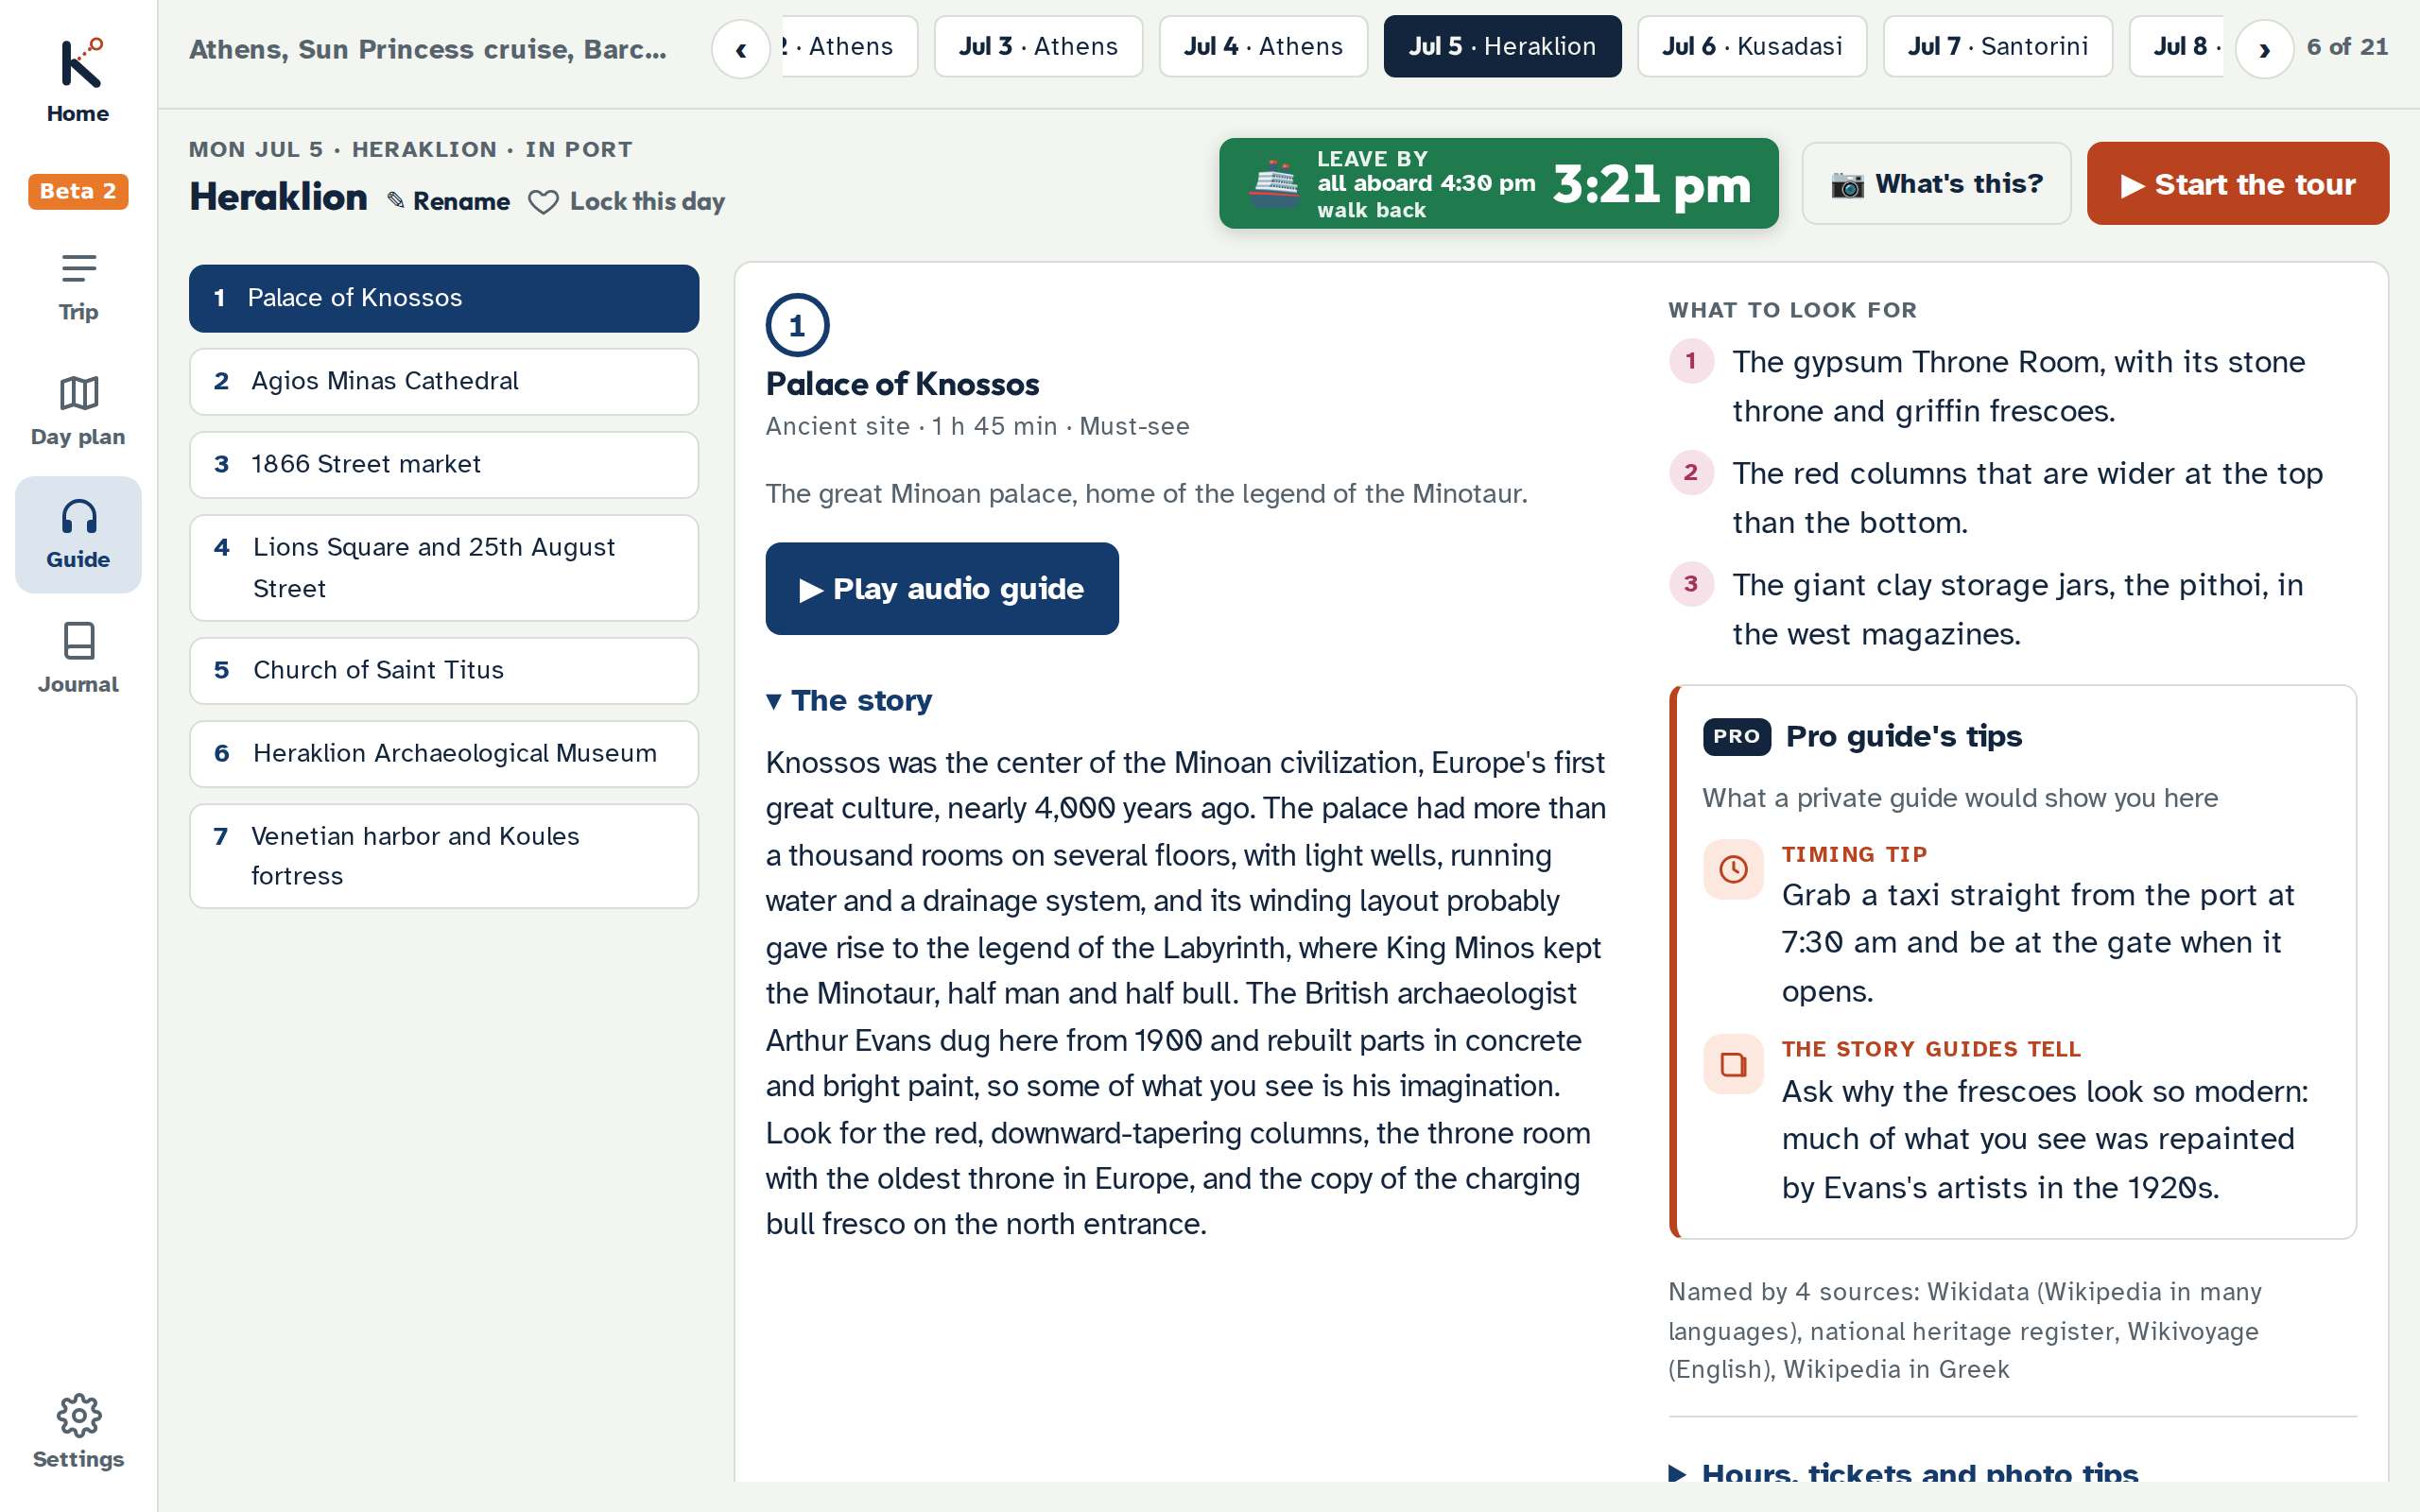 Home
Beta 2
Trip
Day plan
Guide
Journal
Settings
Athens, Sun Princess cruise, Barc...
‹
· Athens
Jul 3 · Athens
Jul 4 · Athens
Jul 5 · Heraklion
Jul 6 · Kusadasi
Jul 7 · Santorini
Jul 8 ·
›
6 of 21
MON JUL 5 · HERAKLION · IN PORT
Heraklion
✎ Rename
Lock this day
LEAVE BY
all aboard 4:30 pm
walk back
3:21 pm
What's this?
▶ Start the tour
1 Palace of Knossos
2 Agios Minas Cathedral
3 1866 Street market
4 Lions Square and 25th August
Street
5 Church of Saint Titus
6 Heraklion Archaeological Museum
7 Venetian harbor and Koules
fortress
1
Palace of Knossos
Ancient site · 1 h 45 min · Must-see
The great Minoan palace, home of the legend of the Minotaur.
▶ Play audio guide
▾ The story
Knossos was the center of the Minoan civilization, Europe's first
great culture, nearly 4,000 years ago. The palace had more than
a thousand rooms on several floors, with light wells, running
water and a drainage system, and its winding layout probably
gave rise to the legend of the Labyrinth, where King Minos kept
the Minotaur, half man and half bull. The British archaeologist
Arthur Evans dug here from 1900 and rebuilt parts in concrete
and bright paint, so some of what you see is his imagination.
Look for the red, downward-tapering columns, the throne room
with the oldest throne in Europe, and the copy of the charging
bull fresco on the north entrance.
WHAT TO LOOK FOR
1 The gypsum Throne Room, with its stone
throne and griffin frescoes.
2 The red columns that are wider at the top
than the bottom.
3 The giant clay storage jars, the pithoi, in
the west magazines.
PRO Pro guide's tips
What a private guide would show you here
TIMING TIP
Grab a taxi straight from the port at
7:30 am and be at the gate when it
opens.
THE STORY GUIDES TELL
Ask why the frescoes look so modern:
much of what you see was repainted
by Evans's artists in the 1920s.
Named by 4 sources: Wikidata (Wikipedia in many
languages), national heritage register, Wikivoyage
(English), Wikipedia in Greek
▶ Hours, tickets and photo tips